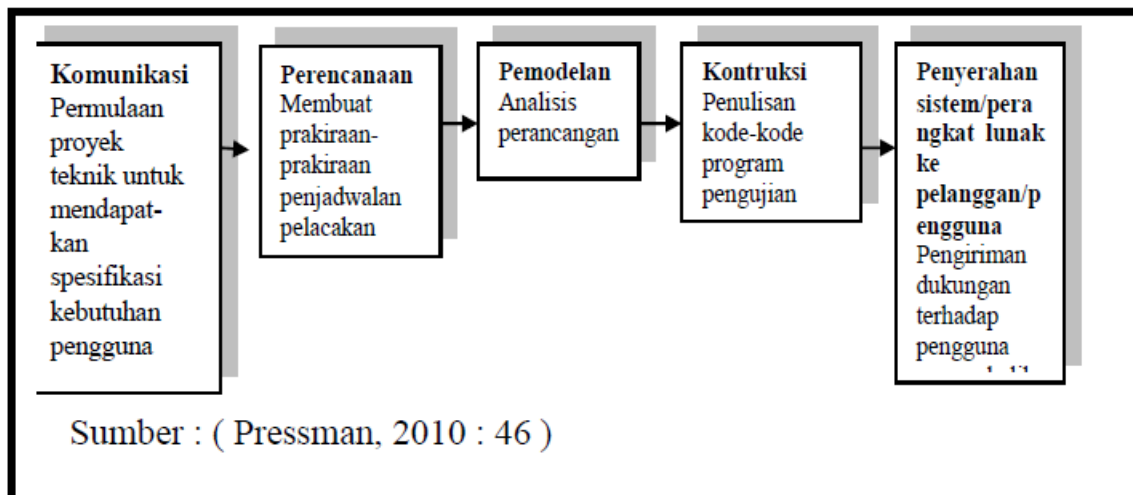 Komunikasi
Permulaan
proyek
teknik untuk
mendapat-
kan
spesifikasi
kebutuhan
pengguna
Perencanaan
Membuat
prakiraan-
prakiraan
penjadwalan
pelacakan
Pemodelan
Analisis
perancangan
Kontruksi
Penulisan
kode-kode
program
pengujian
Penyerahan
sistem/pera
ngkat lunak
ke
pelanggan/p
engguna
Pengiriman
dukungan
terhadap
pengguna
Sumber : ( Pressman, 2010 : 46 )